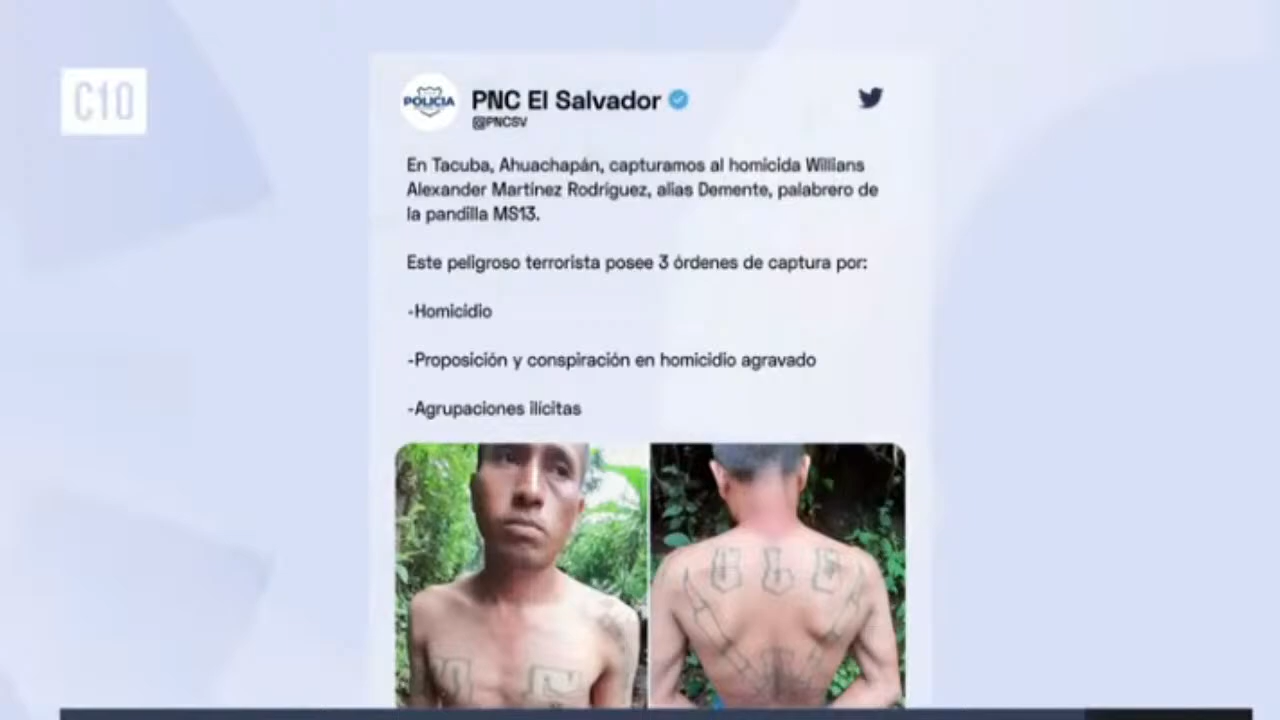 C10
POLICIA
PNC El Salvador
@PNCSV
En Tacuba, Ahuachapán, capturamos al homicida Willians
Alexander Martínez Rodríguez, alias Demente, palabrero de
la pandilla MS13.
Este peligroso terrorista posee 3 órdenes de captura por:
-Homicidio
-Proposición y conspiración en homicidio agravado
-Agrupaciones ilícitas